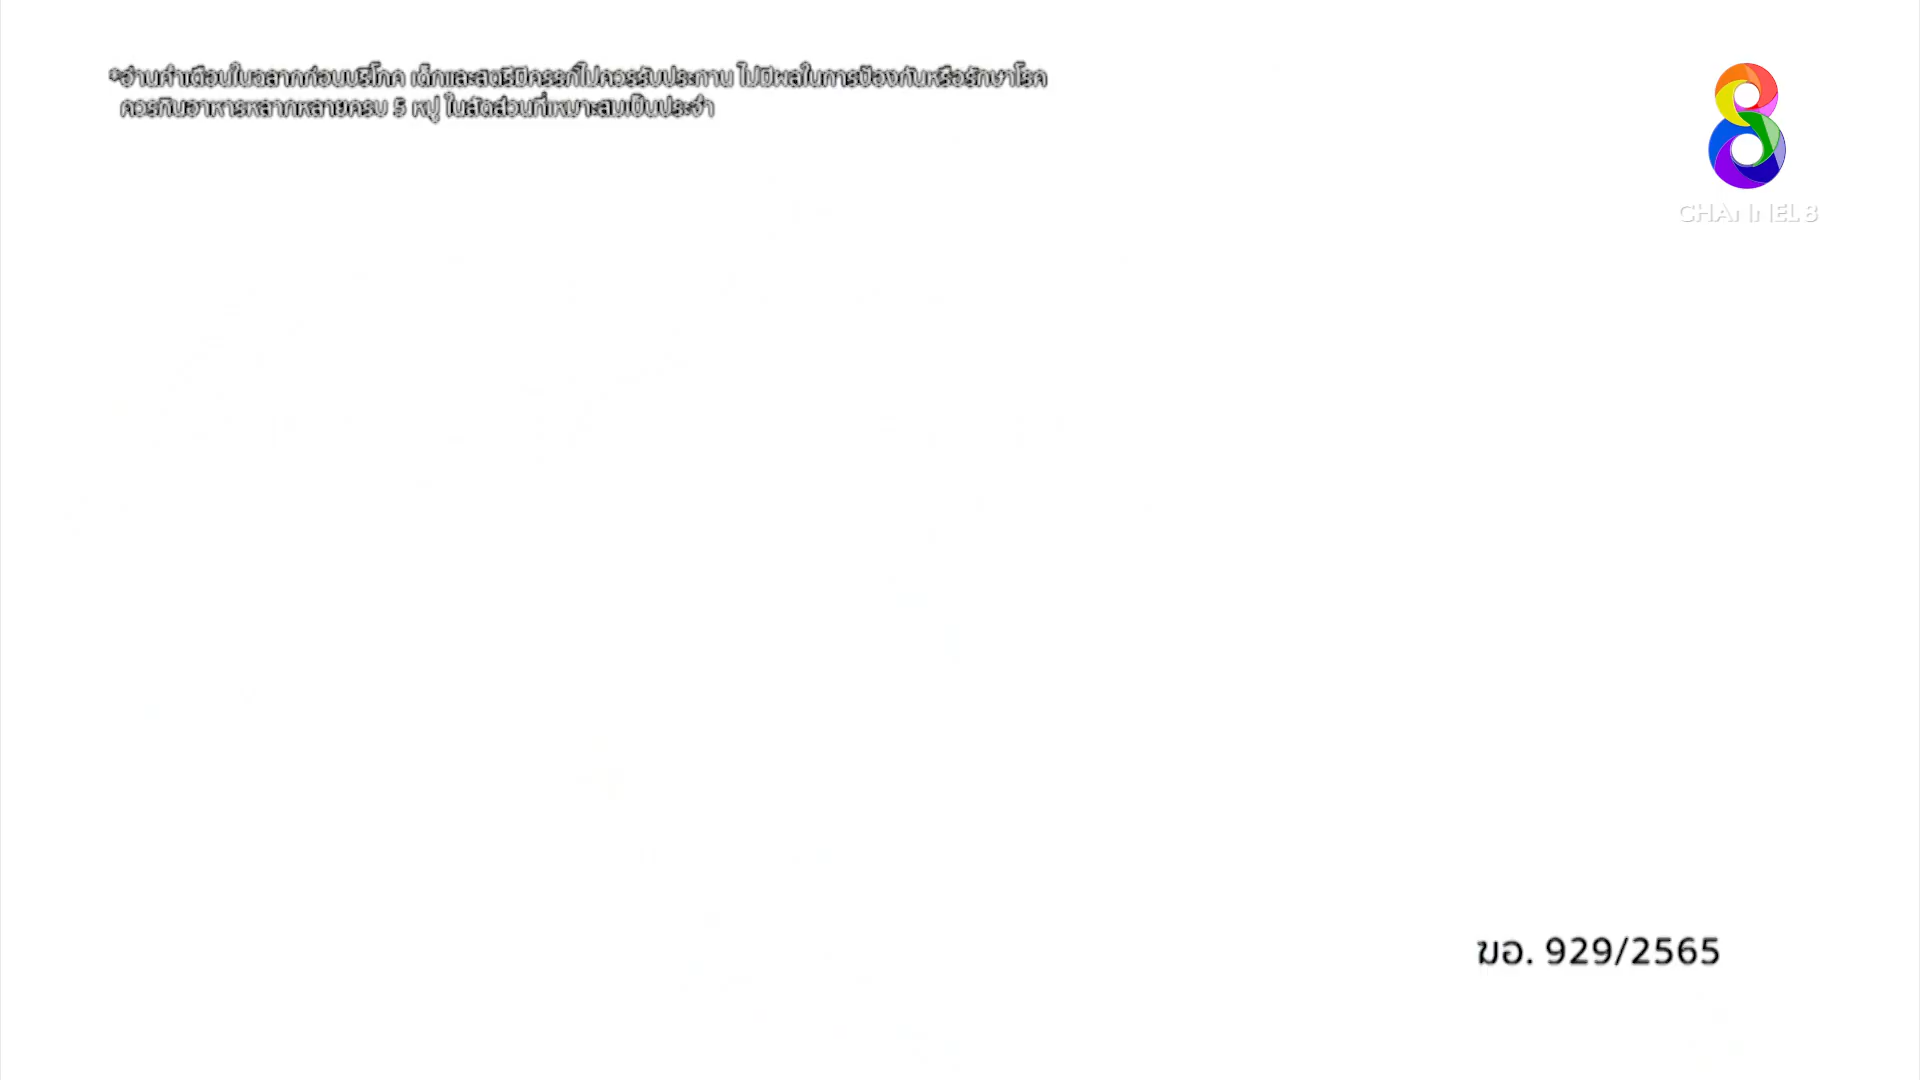 *อ่านคำเตือนในฉลากก่อนบริโภค เด็กและสตรีมีครรภ์ไม่ควรรับประทาน ไม่มีผลในการป้องกันหรือรักษาโรค
ควรกินอาหารหลากหลายครบ 5 หมู่ ในสัดส่วนที่เหมาะสมเป็นประจำ
CHANNEL 8
ฆอ. 929/2565